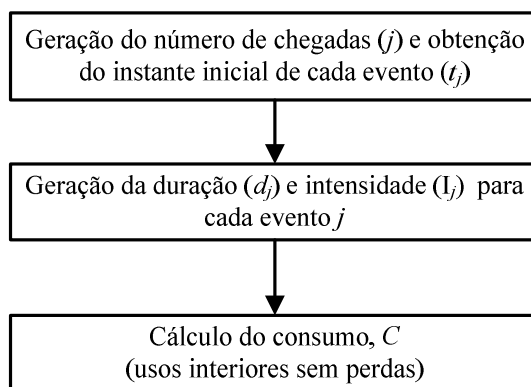 Geração do número de chegadas (j) e obtenção
do instante inicial de cada evento (tj)
Geração da duração (dj) e intensidade (Ij) para
cada evento j
Cálculo do consumo, C
(usos interiores sem perdas)